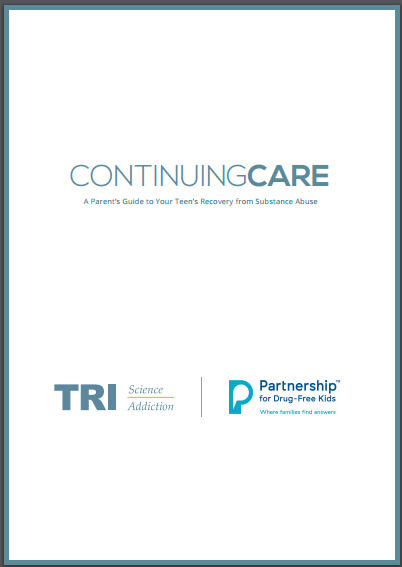 CONTINUINGCARE
A Parent's Guide to Your Teen's Recovery from Substance Abuse
TRI
Science
Addiction
Partnership™
for Drug-Free Kids
Where families find answers